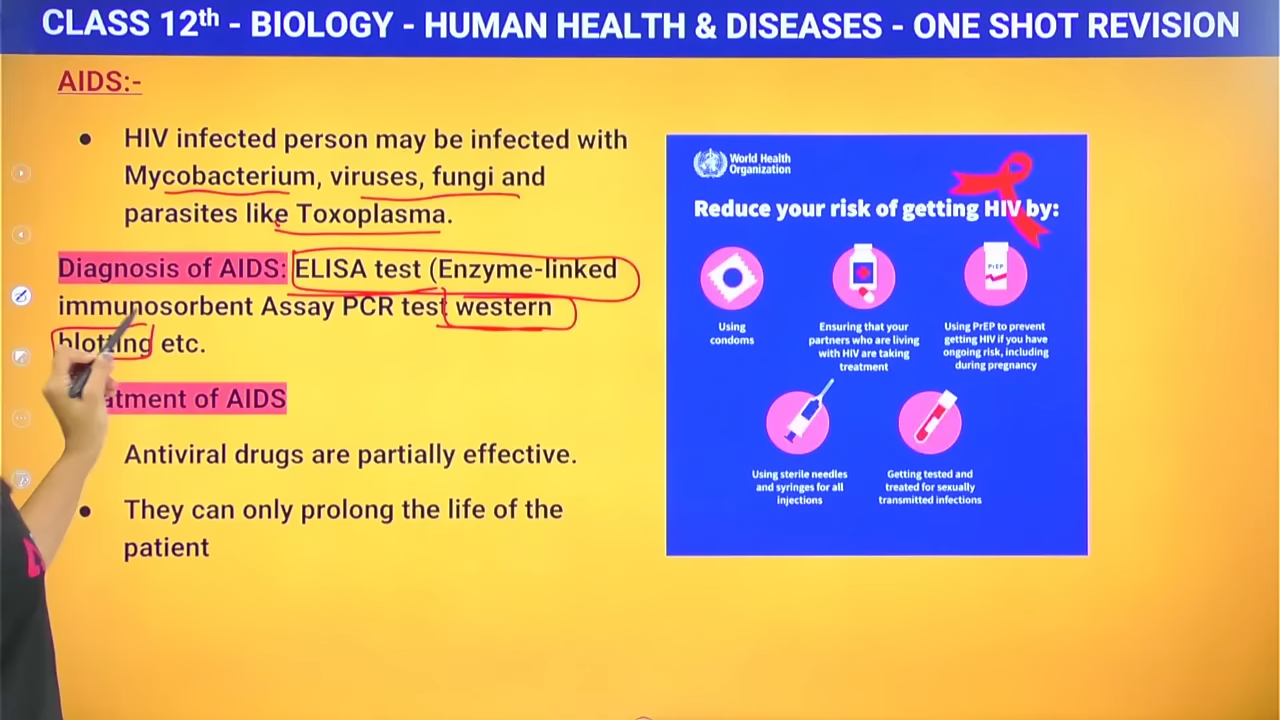 CLASS 12th - BIOLOGY - HUMAN HEALTH & DISEASES - ONE SHOT REVISION
AIDS:-
HIV infected person may be infected with
Mycobacterium, viruses, fungi and
parasites like Toxoplasma.
Diagnosis of AIDS: ELISA test (Enzyme-linked
immunosorbent Assay PCR test western
blotting etc.
atment of AIDS
Antiviral drugs are partially effective.
They can only prolong the life of the
patient
World Health
Organization
Reduce your risk of getting HIV by:
PrEP
Using
condoms
Ensuring that your
partners who are living
with HIV are taking
treatment
Using PrEP to prevent
getting HIV if you have
ongoing risk, including
during pregnancy
Using sterile needles
and syringes for all
injections
Getting tested and
treated for sexually
transmitted infections